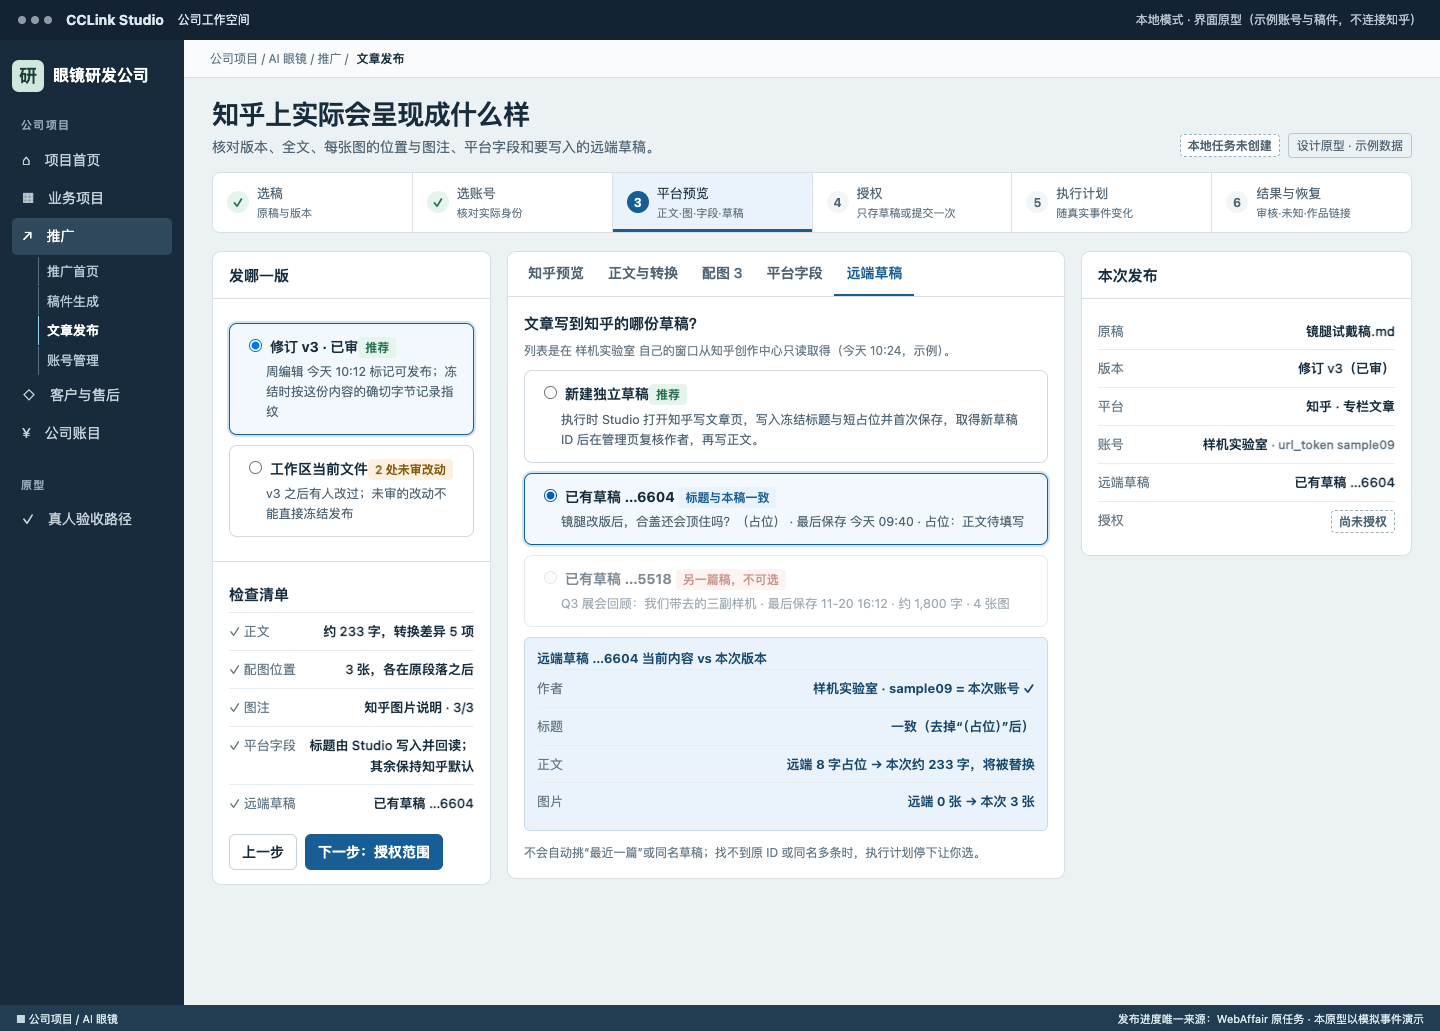 CCLink Studio 公司工作空间
本地模式 · 界面原型（示例账号与稿件，不连接知乎）
研 眼镜研发公司
公司项目
项目首页
业务项目
推广
推广首页
稿件生成
文章发布
账号管理
客户与售后
¥ 公司账目
原型
✓ 真人验收路径
公司项目 / AI 眼镜 / 推广 / 文章发布
知乎上实际会呈现成什么样
核对版本、全文、每张图的位置与图注、平台字段和要写入的远端草稿。
本地任务未创建
设计原型 · 示例数据
✓ 选稿
原稿与版本
✓ 选账号
核对实际身份
3 平台预览
正文·图·字段·草稿
4 授权
只存草稿或提交一次
5 执行计划
随真实事件变化
6 结果与恢复
审核·未知·作品链接
发哪一版
修订 v3 · 已审 推荐
周编辑 今天 10:12 标记可发布；冻
结时按这份内容的确切字节记录指
纹
工作区当前文件 2 处未审改动
v3 之后有人改过；未审的改动不
能直接冻结发布
检查清单
✓ 正文 约 233 字，转换差异 5 项
✓ 配图位置 3 张，各在原段落之后
✓ 图注 知乎图片说明 · 3/3
✓ 平台字段 标题由 Studio 写入并回读；
其余保持知乎默认
✓ 远端草稿 已有草稿 …6604
上一步
下一步：授权范围
知乎预览 正文与转换 配图 3 平台字段 远端草稿
文章写到知乎的哪份草稿?
列表是在 样机实验室 自己的窗口从知乎创作中心只读取得（今天 10:24，示例）。
新建独立草稿 推荐
执行时 Studio 打开知乎写文章页，写入冻结标题与短占位并首次保存，取得新草稿
ID 后在管理页复核作者，再写正文。
已有草稿 …6604 标题与本稿一致
镜腿改版后，合盖还会顶住吗？（占位） · 最后保存 今天 09:40 · 占位：正文待填写
已有草稿 …5518 另一篇稿，不可选
Q3 展会回顾：我们带去的三副样机 · 最后保存 11-20 16:12 · 约 1,800 字 · 4 张图
远端草稿 …6604 当前内容 vs 本次版本
作者 样机实验室 · sample09 = 本次账号 ✓
标题 一致（去掉“（占位）”后）
正文 远端 8 字占位 → 本次约 233 字，将被替换
图片 远端 0 张 → 本次 3 张
不会自动挑“最近一篇”或同名草稿；找不到原 ID 或同名多条时，执行计划停下让你选。
本次发布
原稿 镜腿试戴稿.md
版本 修订 v3（已审）
平台 知乎 · 专栏文章
账号 样机实验室 · url_token sample09
远端草稿 已有草稿 …6604
授权 尚未授权
公司项目 / AI 眼镜
发布进度唯一来源：WebAffair 原任务 · 本原型以模拟事件演示